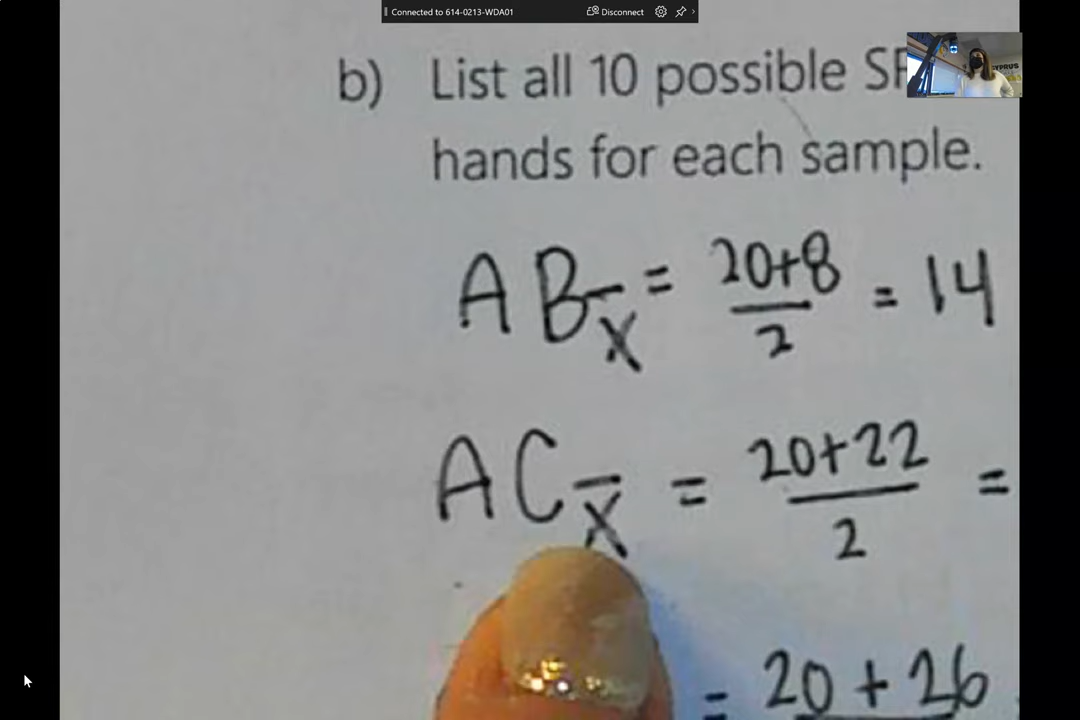 Connected to 614-0213-WDA01 Disconnect
YPRUS
b) List all 10 possible
hands for each sample.
AB x̄ = 20+8 / 2 = 14
AC x̄ = 20+22 / 2 =
= 20 + 26